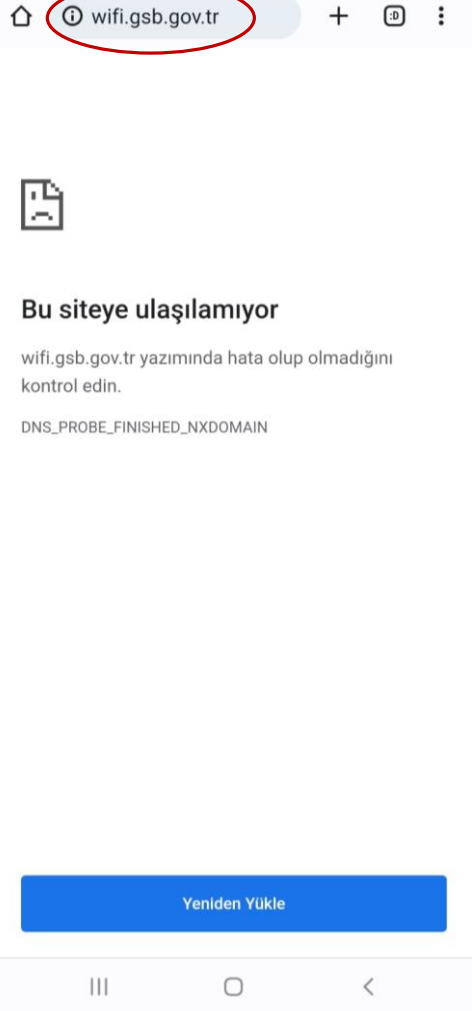 wifi.gsb.gov.tr
:D
Bu siteye ulaşılamıyor
wifi.gsb.gov.tr yazımında hata olup olmadığını
kontrol edin.
DNS_PROBE_FINISHED_NXDOMAIN
Yeniden Yükle